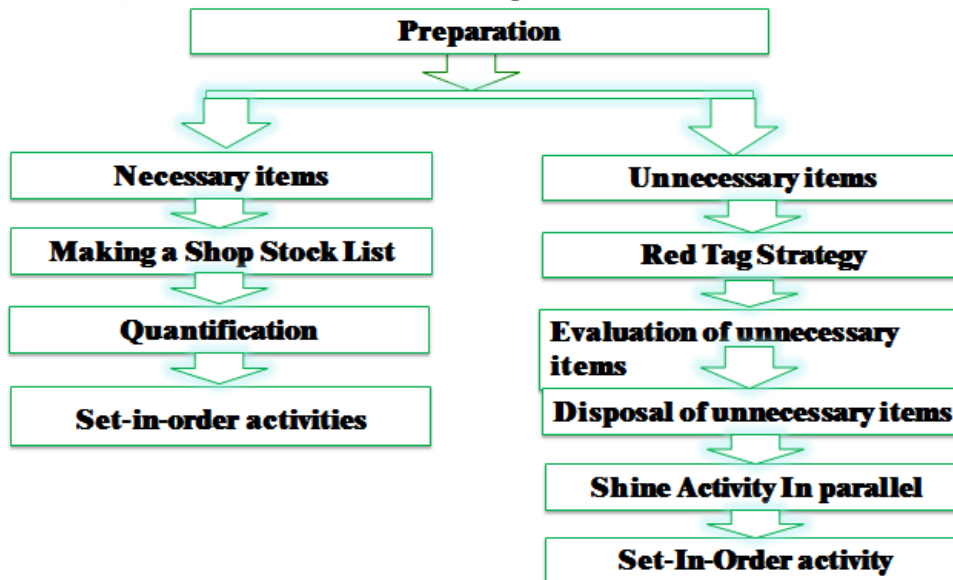 Preparation
Necessary items
Making a Shop Stock List
Quantification
Set-in-order activities
Unnecessary items
Red Tag Strategy
Evaluation of unnecessary
items
Disposal of unnecessary items
Shine Activity In parallel
Set-In-Order activity